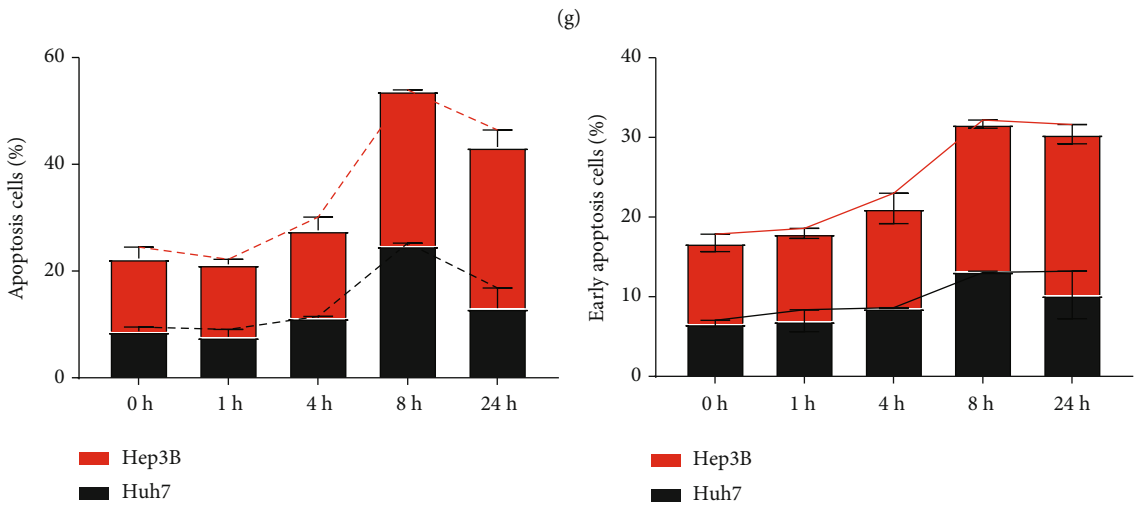 (g)
Apoptosis cells (%)
60
40
20
0
0 h 1 h 4 h 8 h 24 h
Hep3B
Huh7
Early apoptosis cells (%)
40
30
20
10
0
0 h 1 h 4 h 8 h 24 h
Hep3B
Huh7